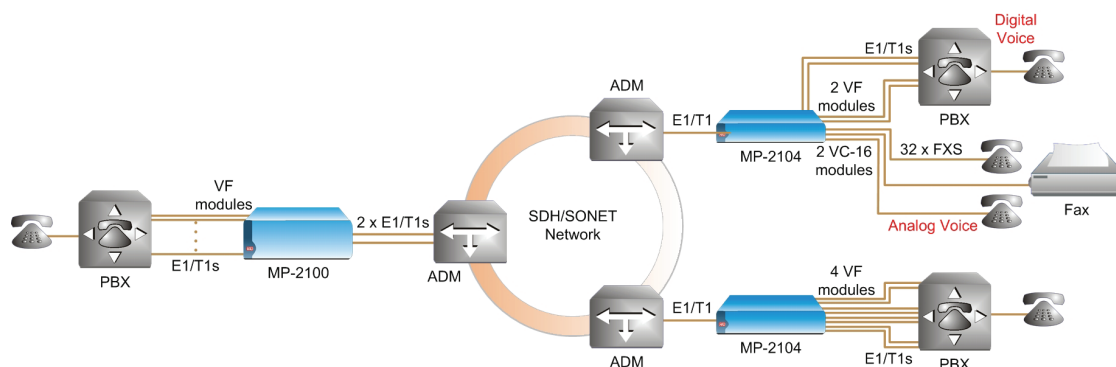 Digital
Voice
E1/T1s
ADM
2 VF
modules
PBX
E1/T1
MP-2104
2 VC-16
modules
32 x FXS
Fax
Analog Voice
VF
modules
2 x E1/T1s
SDH/SONET
Network
E1/T1s
PBX
MP-2100
ADM
4 VF
modules
E1/T1
MP-2104
E1/T1s
PBX
ADM